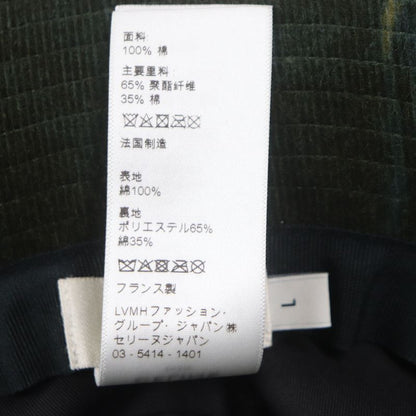 面料
100% 棉
主要里料
65% 聚酯纤维
35% 棉
法国制造
表地
綿100%
裏地
ポリエステル65%
綿35%
フランス製
LVMHファッション・
グループ・ジャパン㈱
セリーヌジャパン
03 - 5414 - 1401
L